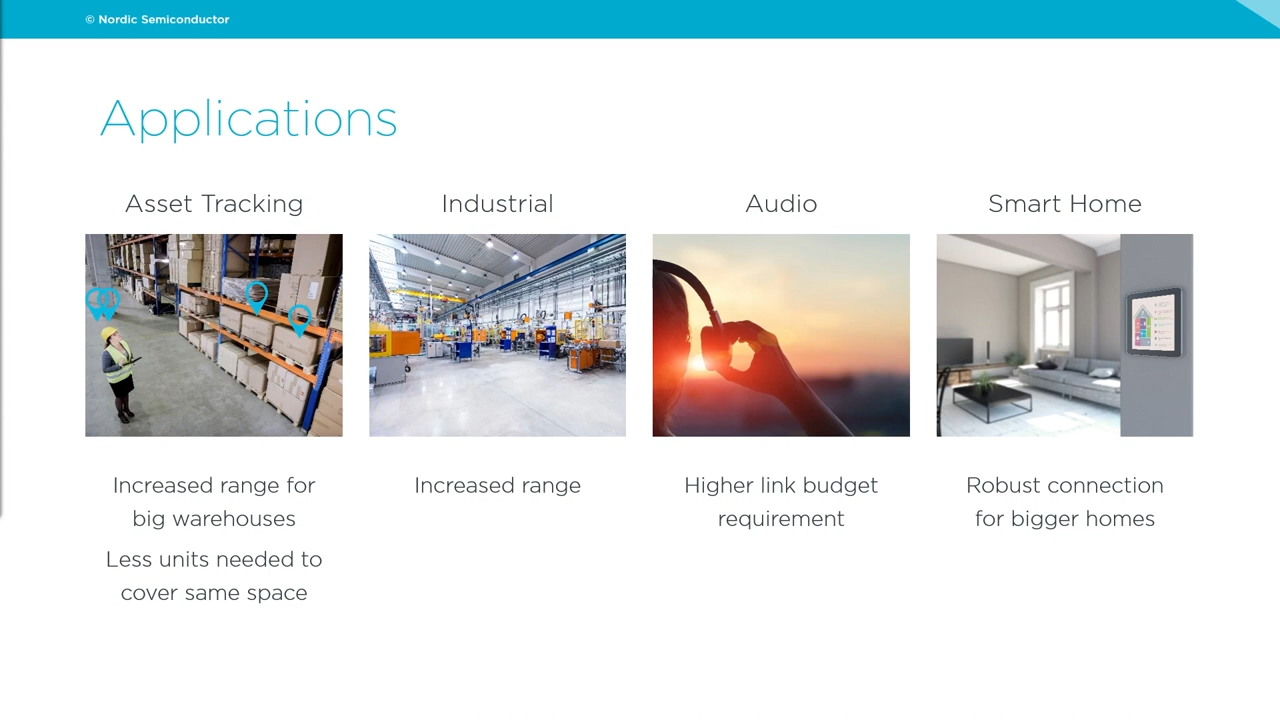 © Nordic Semiconductor
Applications
Asset Tracking
Increased range for
big warehouses
Less units needed to
cover same space
Industrial
Increased range
Audio
Higher link budget
requirement
Smart Home
Robust connection
for bigger homes